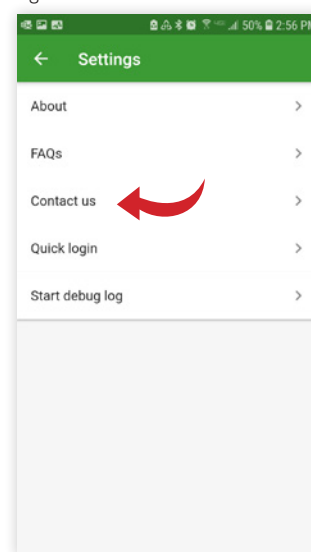 50% 2:56 PM
Settings
About
FAQs
Contact us
Quick login
Start debug log